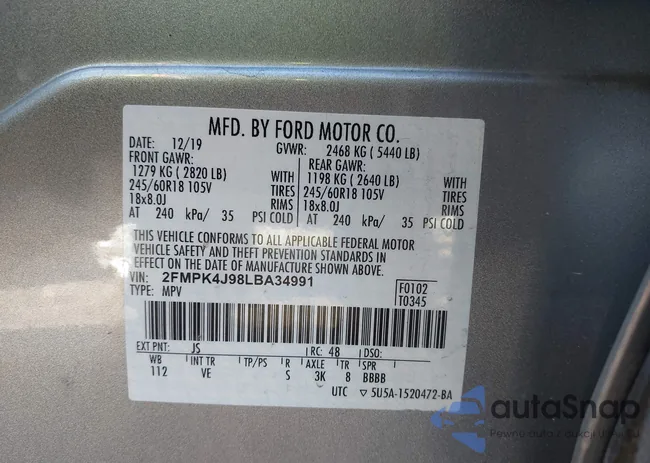 MFD. BY FORD MOTOR CO.
DATE: 12/19 GVWR: 2468 KG ( 5440 LB)
FRONT GAWR: REAR GAWR:
1279 KG ( 2820 LB) WITH 1198 KG ( 2640 LB) WITH
245/60R18 105V TIRES 245/60R18 105V TIRES
18x8.0J RIMS 18x8.0J RIMS
AT 240 kPa/ 35 PSI COLD AT 240 kPa/ 35 PSI COLD
THIS VEHICLE CONFORMS TO ALL APPLICABLE FEDERAL MOTOR
VEHICLE SAFETY AND THEFT PREVENTION STANDARDS IN
EFFECT ON THE DATE OF MANUFACTURE SHOWN ABOVE.
VIN: 2FMPK4J98LBA34991 F0102
TYPE: MPV T0345
EXT PNT: JS RC: 48 DSO:
WB INT TR TP/PS R AXLE TR SPR
112 VE S 3K 8 BBBB
UTC ▽ 5U5A-1520472-BA
autaSnap
Pewne auto z aukcji w USA